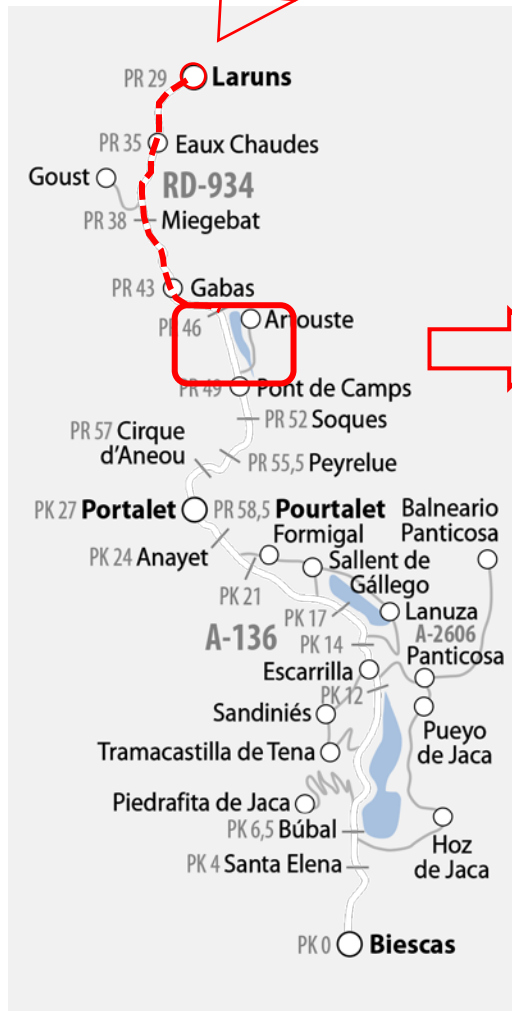 PR 29 Laruns
PR 35 Eaux Chaudes
Goust
RD-934
PR 38 Miegebat
PR 43 Gabas
PR 46
Artouste
PR 49 Pont de Camps
PR 52 Soques
PR 57 Cirque
d'Aneou
PR 55,5 Peyrelue
PK 27 Portalet PR 58,5 Pourtalet
Balneario
Panticosa
Formigal
PK 24 Anayet
Sallent de
Gállego
PK 21
PK 17
Lanuza
A-136
PK 14
A-2606
Panticosa
Escarrilla
PK 12
Sandiniés
Pueyo
de Jaca
Tramacastilla de Tena
Piedrafita de Jaca
PK 6,5 Búbal
Hoz
de Jaca
PK 4 Santa Elena
PK 0 Biescas